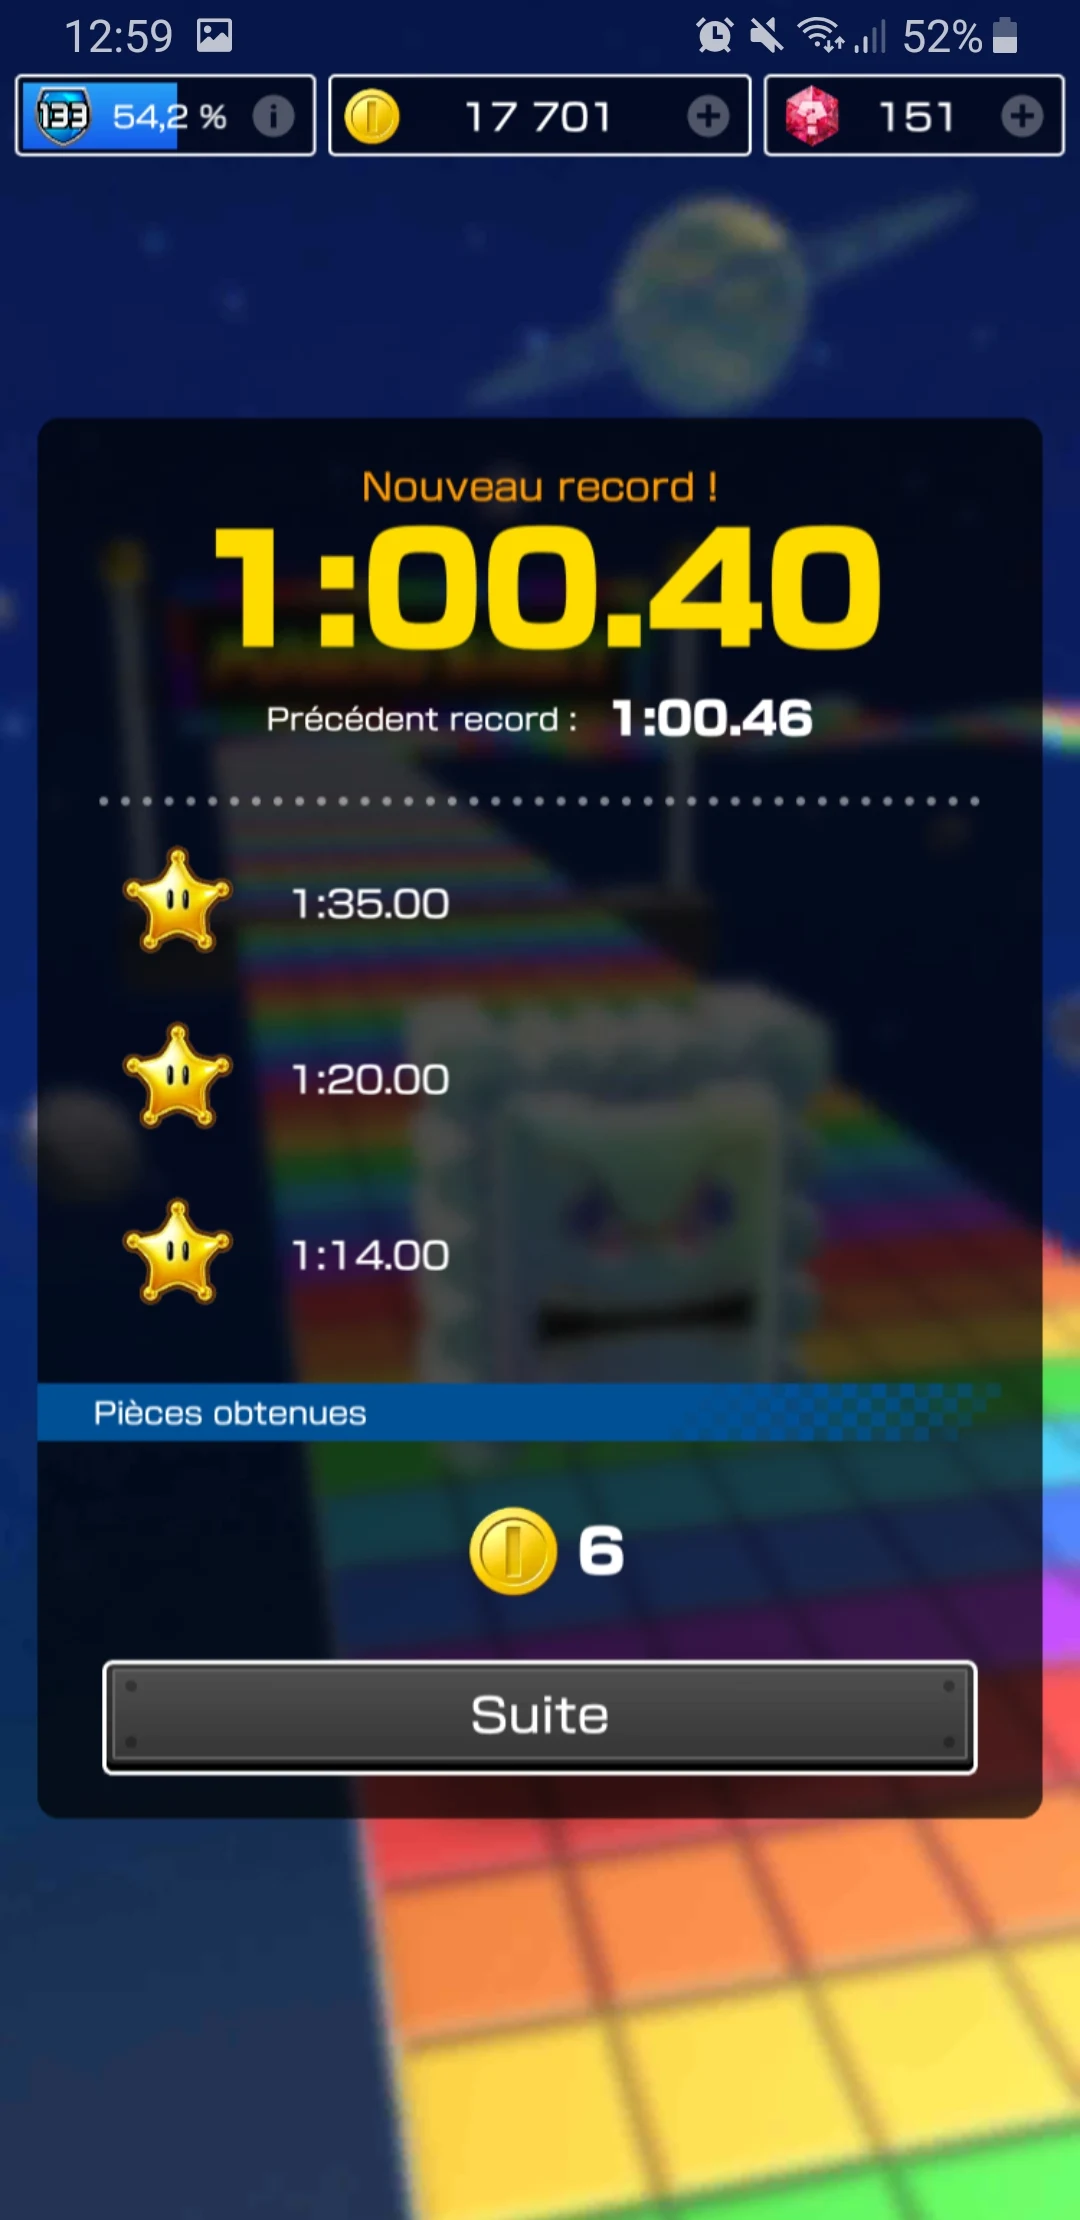 12:59 52%
133 54,2 % i 17 701 + ? 151 +
Nouveau record !
1:00.40
Précédent record : 1:00.46
1:35.00
1:20.00
1:14.00
Pièces obtenues
6
Suite